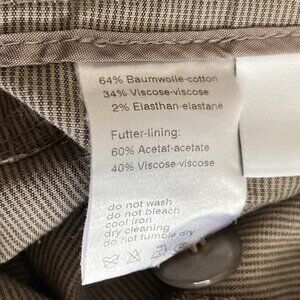 64% Baumwolle-cotton
34% Viscose-viscose
2% Elasthan-elastane
Futter-lining:
60% Acetat-acetate
40% Viscose-viscose
do not wash
do not bleach
cool iron
dry cleaning
do not tumble dry